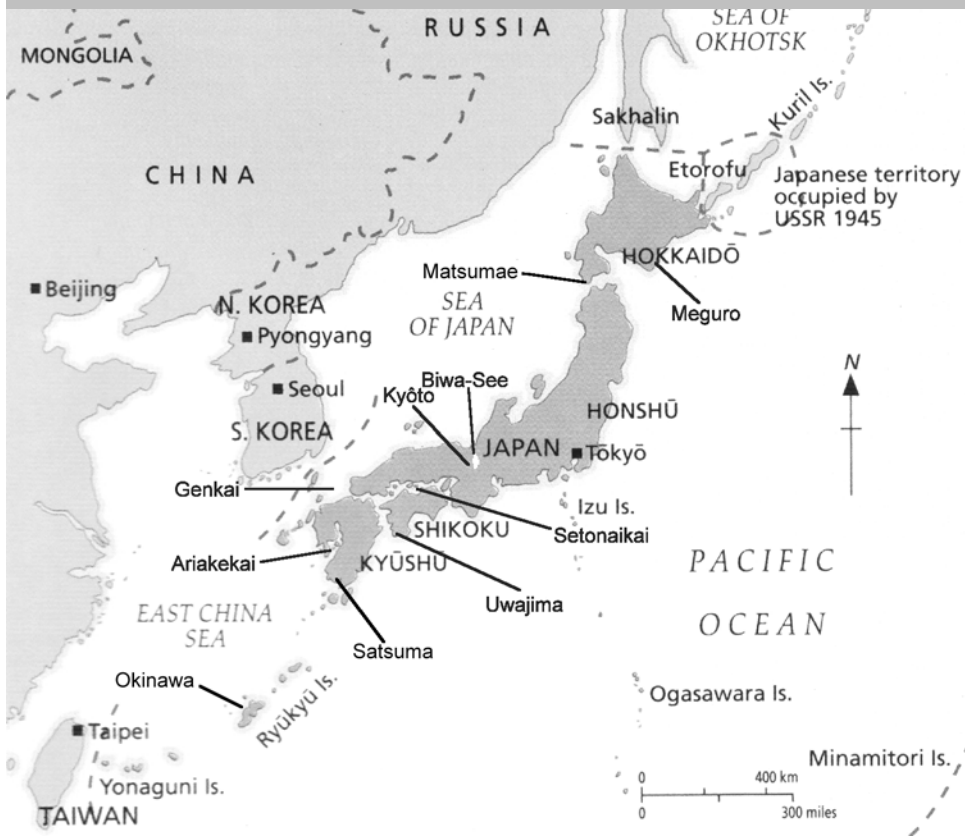 RUSSIA
SEA OF
OKHOTSK
MONGOLIA
Kuril Is.
Sakhalin
CHINA
Etorofu
Japanese territory
occupied by
USSR 1945
HOKKAIDŌ
Matsumae
Beijing
N. KOREA
SEA
OF JAPAN
Meguro
Pyongyang
N
Biwa-See
Kyôto
Seoul
HONSHŪ
S. KOREA
JAPAN
Tōkyō
Genkai
Izu Is.
SHIKOKU
Setonaikai
Ariakekai
KYŪSHŪ
PACIFIC
OCEAN
Uwajima
EAST CHINA
SEA
Satsuma
Okinawa
Ryūkyū Is.
Ogasawara Is.
Taipei
Minamitori Is.
Yonaguni Is.
0 400 km
0 300 miles
TAIWAN